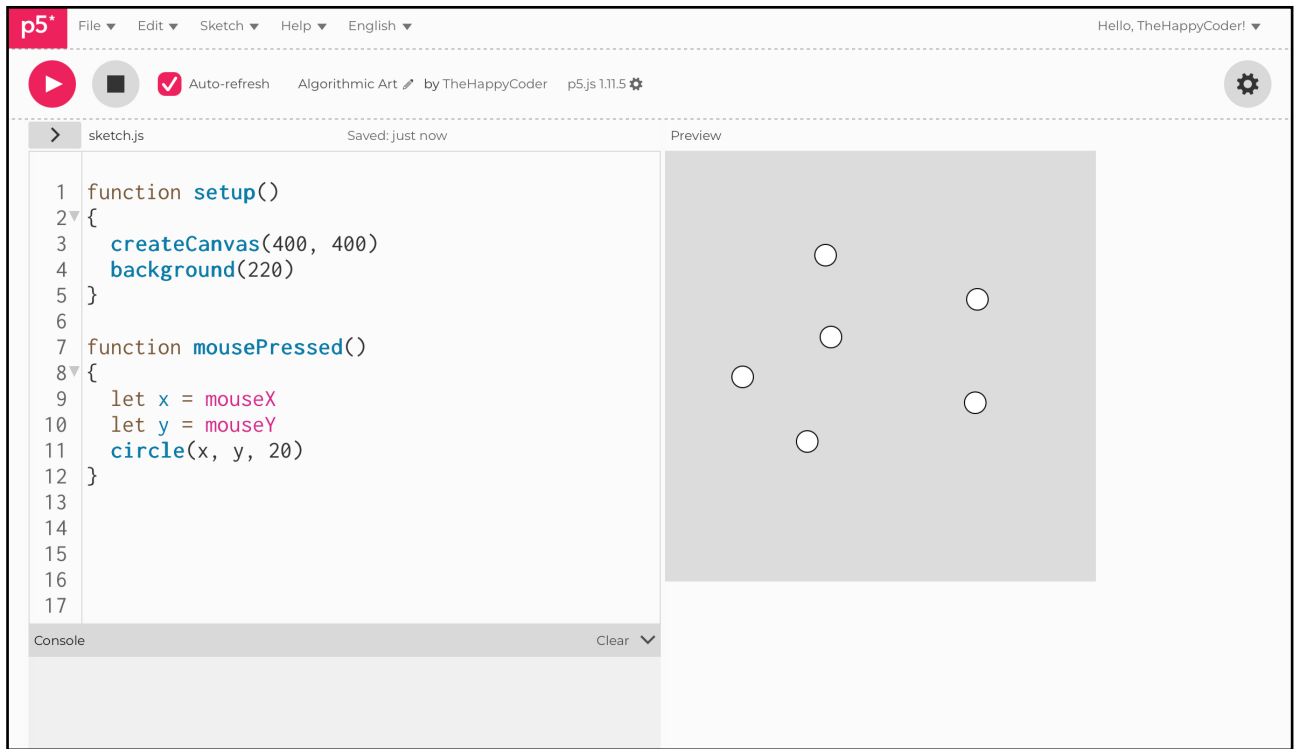 p5* File Edit Sketch Help English Hello, TheHappyCoder!
Auto-refresh Algorithmic Art by TheHappyCoder p5.js 1.11.5
sketch.js Saved: just now Preview
1 function setup()
2 {
3 createCanvas(400, 400)
4 background(220)
5 }
6
7 function mousePressed()
8 {
9 let x = mouseX
10 let y = mouseY
11 circle(x, y, 20)
12 }
13
14
15
16
17
Console Clear